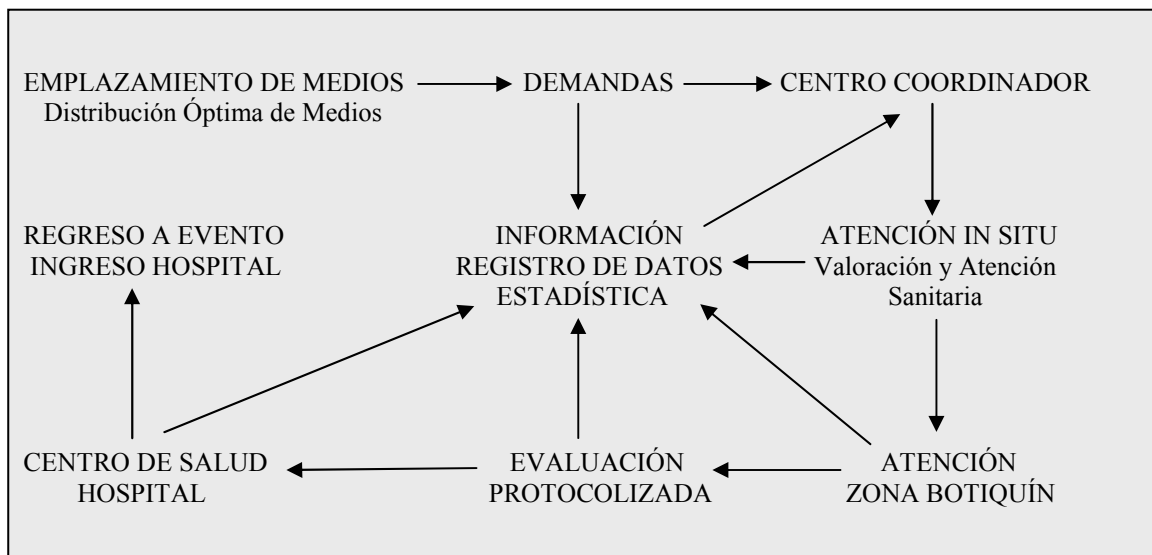 EMPLAZAMIENTO DE MEDIOS
Distribución Óptima de Medios
DEMANDAS
CENTRO COORDINADOR
REGRESO A EVENTO
INGRESO HOSPITAL
INFORMACIÓN
REGISTRO DE DATOS
ESTADÍSTICA
ATENCIÓN IN SITU
Valoración y Atención
Sanitaria
CENTRO DE SALUD
HOSPITAL
EVALUACIÓN
PROTOCOLIZADA
ATENCIÓN
ZONA BOTIQUÍN